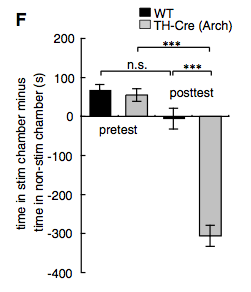 F
WT
TH-Cre (Arch)
time in stim chamber minus
time in non-stim chamber (s)
200
100
0
-100
-200
-300
-400
***
n.s.
***
posttest
pretest